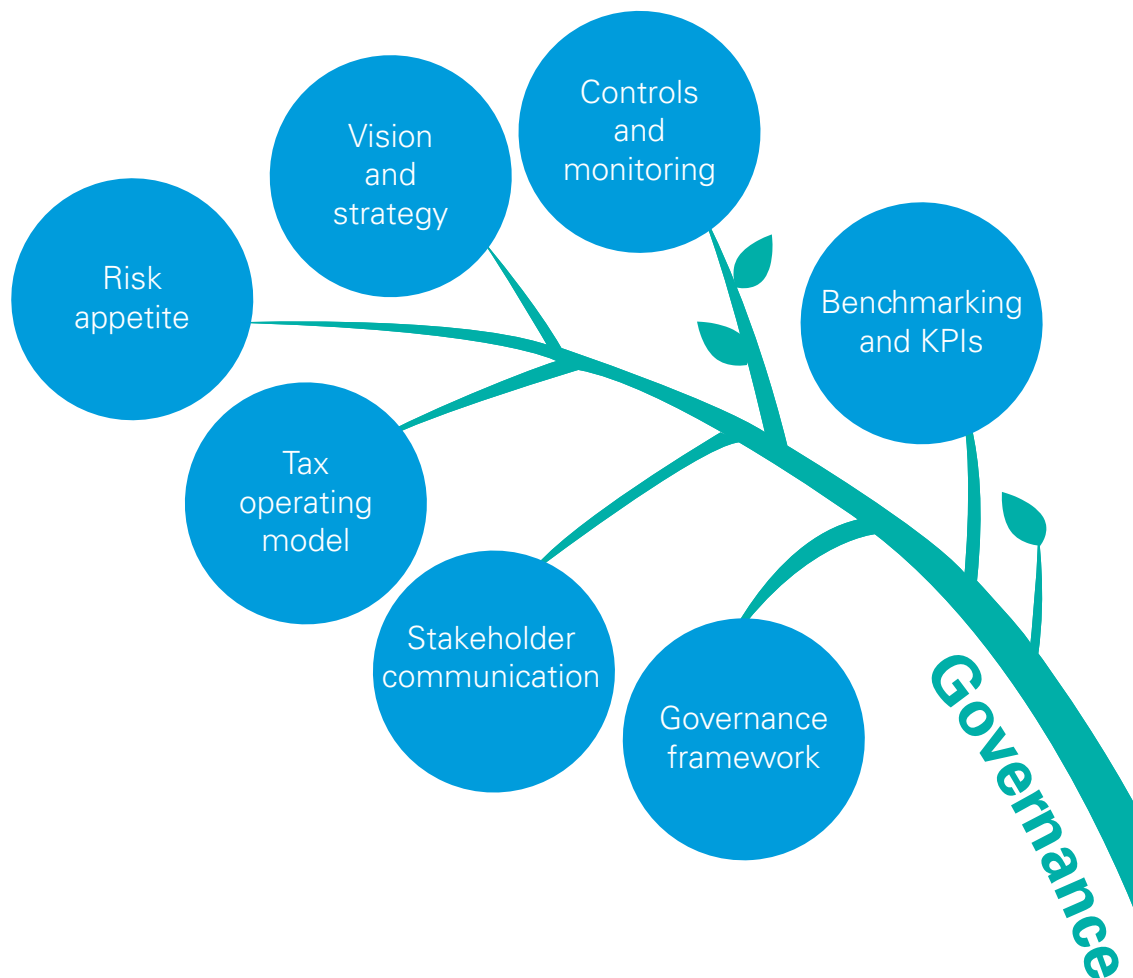 Controls
and
monitoring
Vision
and
strategy
Risk
appetite
Benchmarking
and KPIs
Tax
operating
model
Stakeholder
communication
Governance
framework
Governance